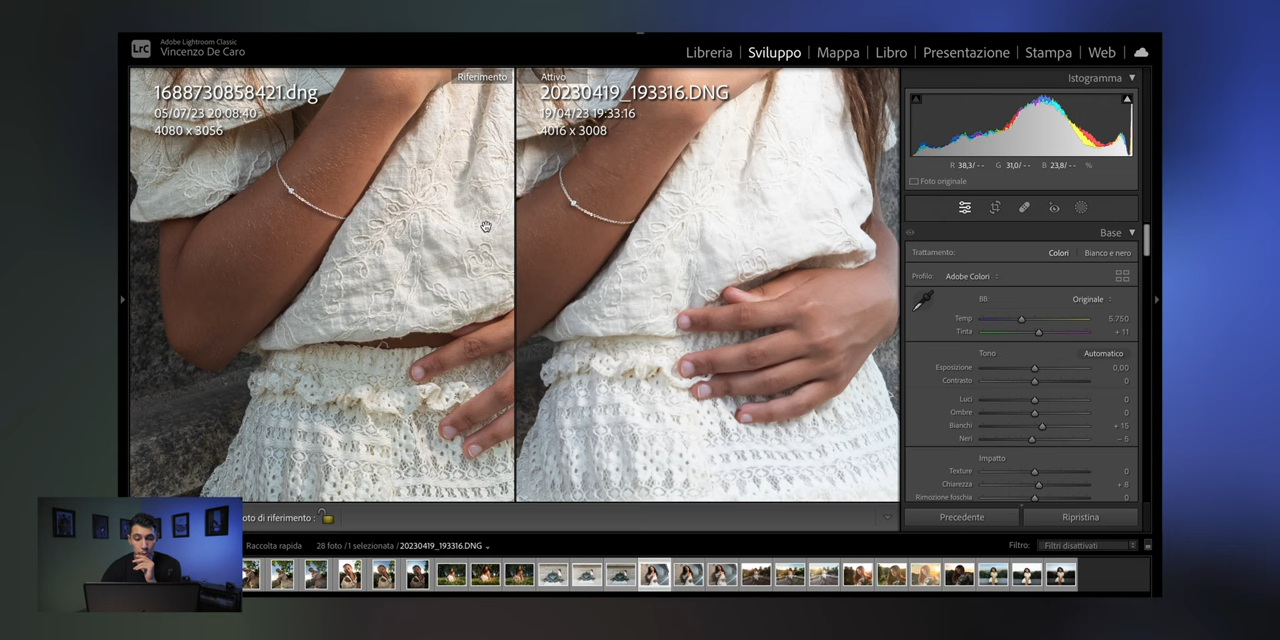 LrC
Adobe Lightroom Classic
Vincenzo De Caro
Libreria | Sviluppo | Mappa | Libro | Presentazione | Stampa | Web
Riferimento
1688730858421.dng
05/07/23 20:08:40
4080 x 3056
Attivo
20230419_193316.DNG
19/04/23 19:33:16
4016 x 3008
Istogramma
R 38,3/-- G 31,0/-- B 23,8/-- %
Foto originale
Base
Trattamento: Colori Bianco e nero
Profilo: Adobe Colori
BB: Originale
Temp 5.750
Tinta + 11
Tono Automatico
Esposizione 0,00
Contrasto 0
Luci 0
Ombre 0
Bianchi + 15
Neri − 5
Impatto
Texture 0
Chiarezza + 8
Rimozione foschia 0
oto di riferimento :
Precedente Ripristina
Raccolta rapida 28 foto /1 selezionata /20230419_193316.DNG
Filtro: Filtri disattivati